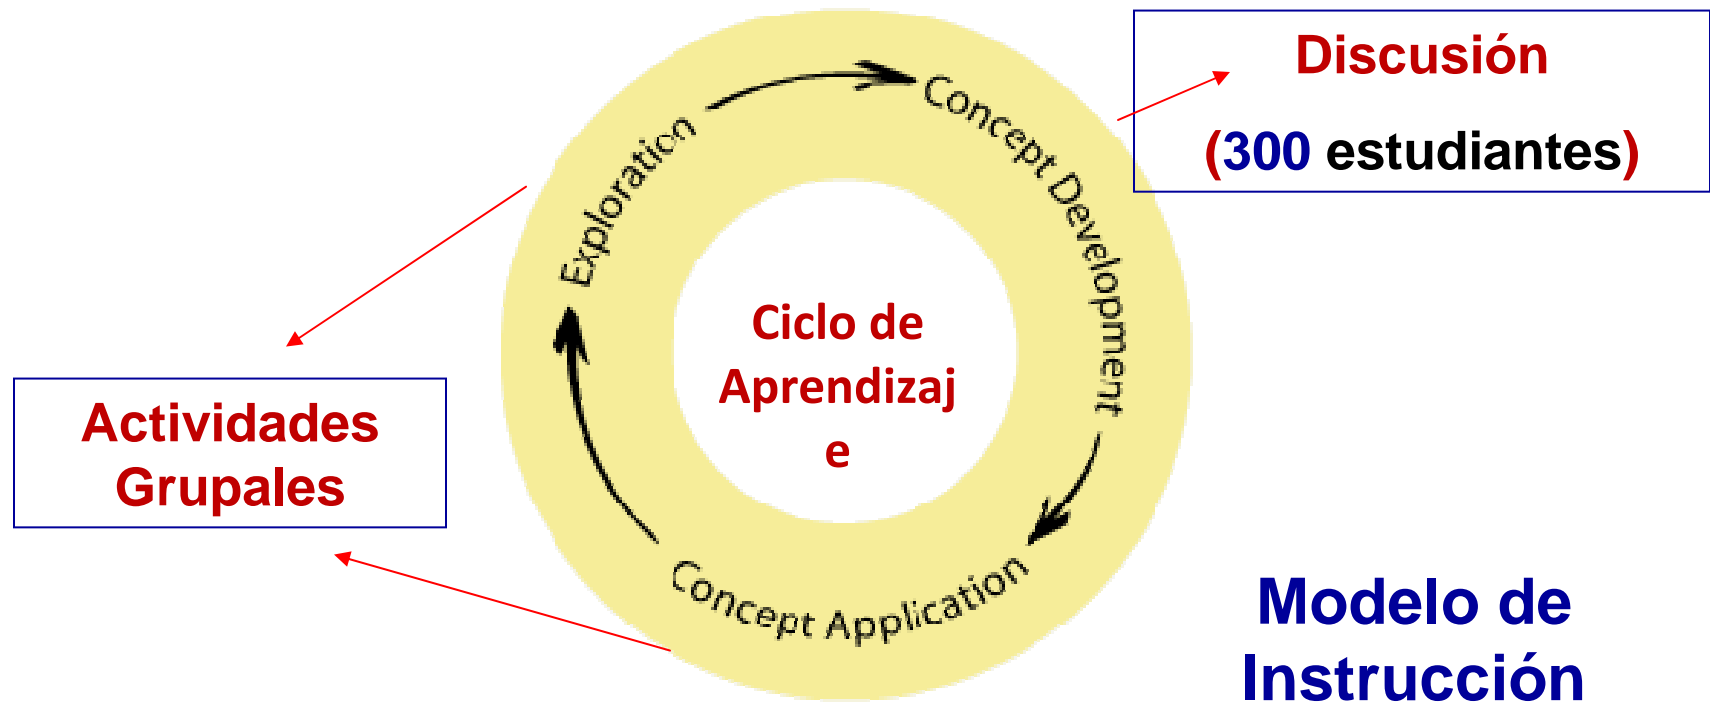 Discusión
(300 estudiantes)
Exploration
Concept Development
Concept Application
Ciclo de
Aprendizaj
e
Actividades
Grupales
Modelo de
Instrucción